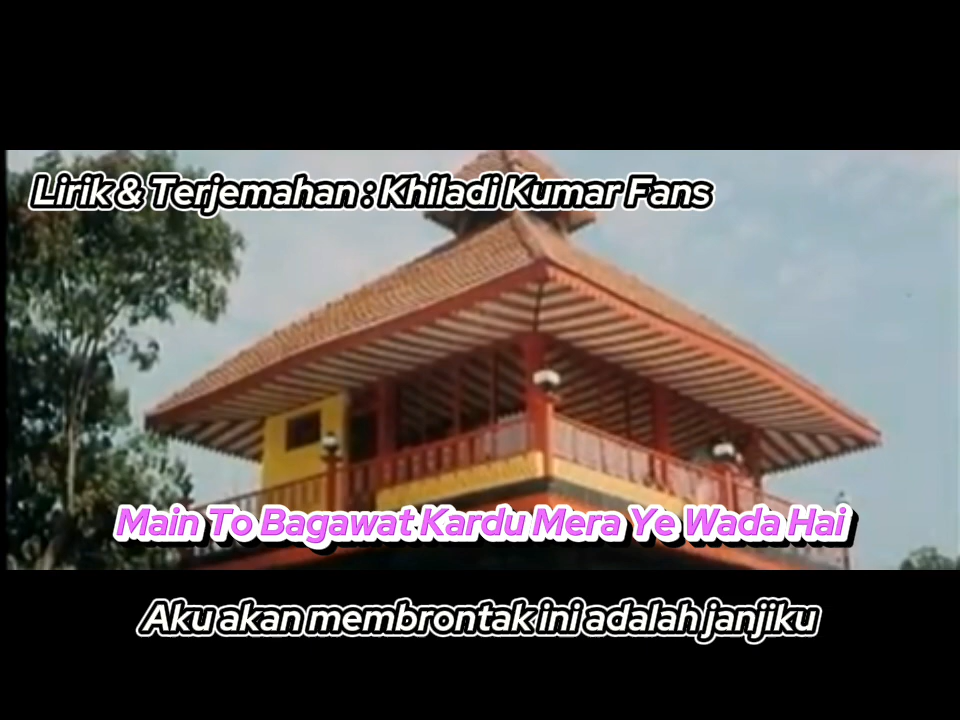 Lirik & Terjemahan : Khiladi Kumar Fans
Main To Bagawat Kardu Mera Ye Wada Hai
Aku akan membrontak ini adalah janjiku